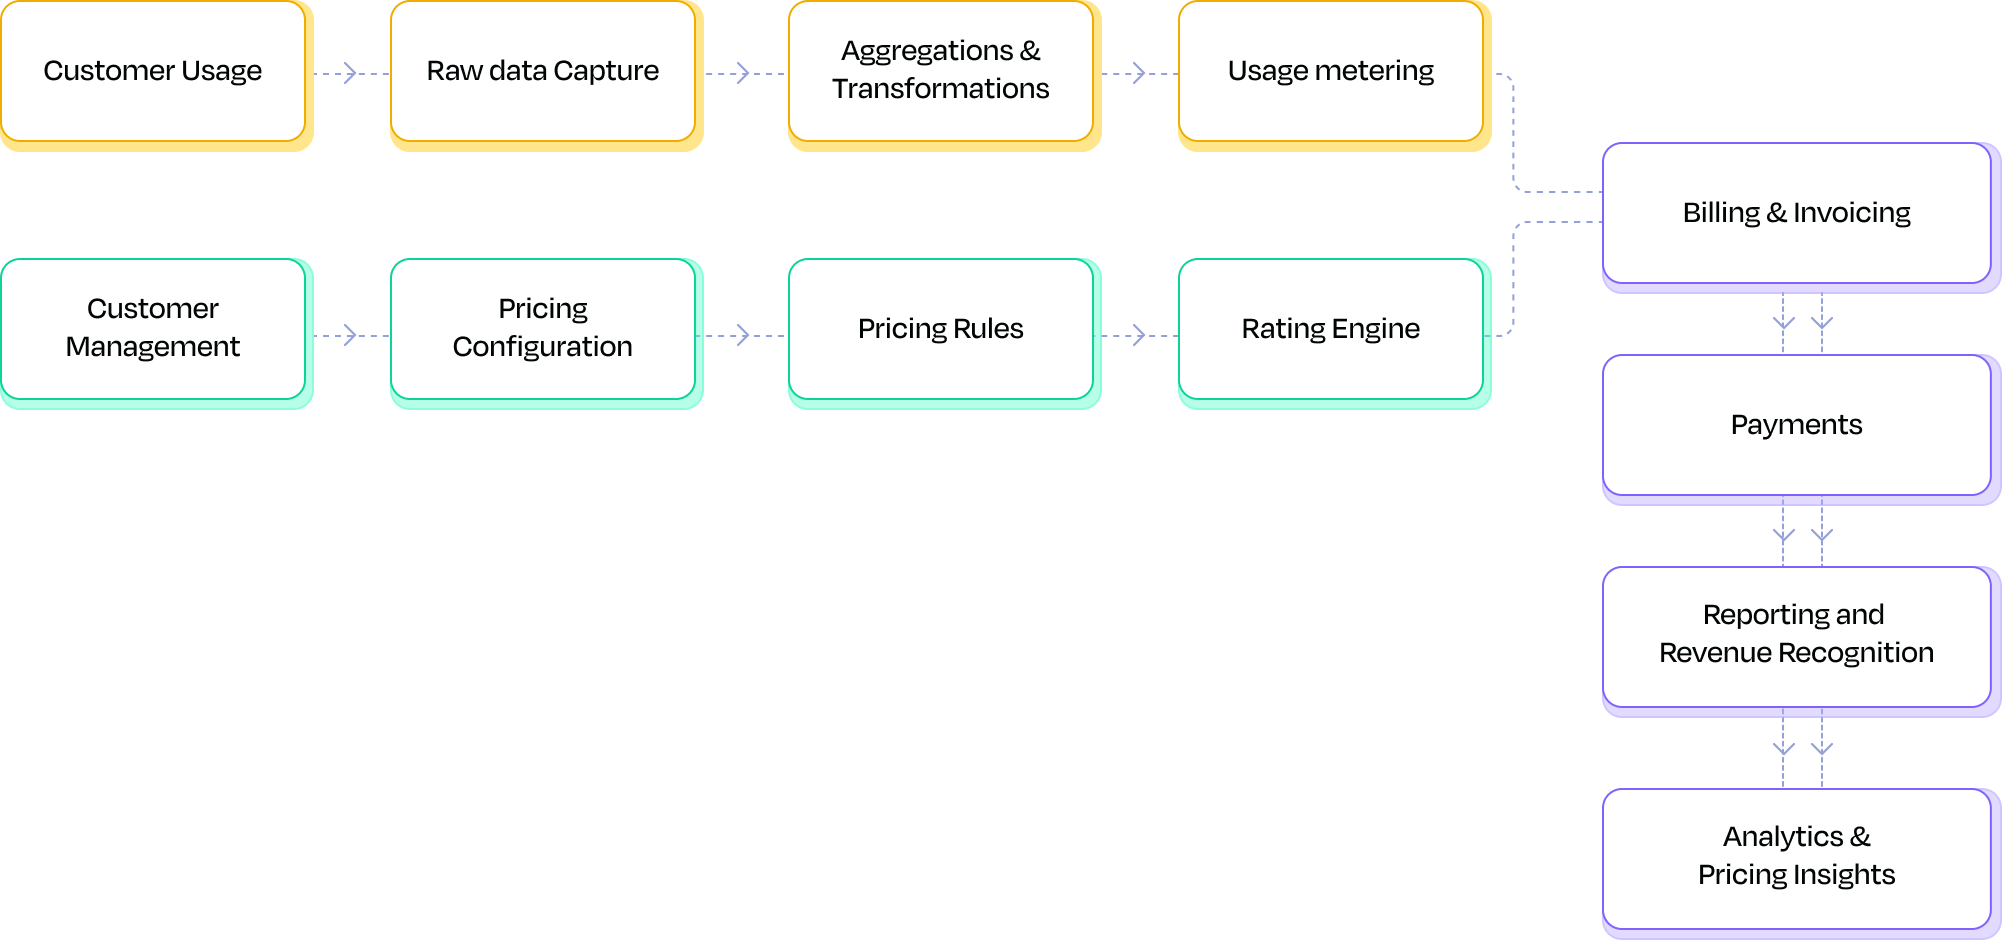 Customer Usage
Raw data Capture
Aggregations &
Transformations
Usage metering
Customer
Management
Pricing
Configuration
Pricing Rules
Rating Engine
Billing & Invoicing
Payments
Reporting and
Revenue Recognition
Analytics &
Pricing Insights